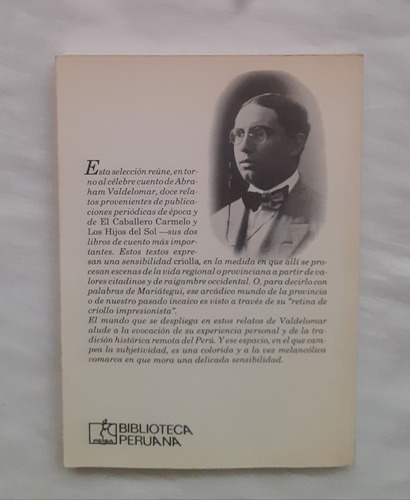 Esta selección reúne, en tor-
no al célebre cuento de Abra-
ham Valdelomar, doce rela-
tos provenientes de publica-
ciones periódicas de época y
de El Caballero Carmelo y
Los Hijos del Sol —sus dos
libros de cuento más impor-
tantes. Estos textos expre-
san una sensibilidad criolla, en la medida en que allí se pro-
cesan escenas de la vida regional o provinciana a partir de va-
lores citadinos y de raigambre occidental. O, para decirlo con
palabras de Mariátegui, ese arcádico mundo de la provincia
o de nuestro pasado incaico es visto a través de su "retina de
criollo impresionista".
El mundo que se despliega en estos relatos de Valdelomar
alude a la evocación de su experiencia personal y de la tra-
dición histórica remota del Perú. Y ese espacio, en el que cam-
pea la subjetividad, es una colorida y a la vez melancólica
comarca en que mora una delicada sensibilidad.
BIBLIOTECA
PERUANA